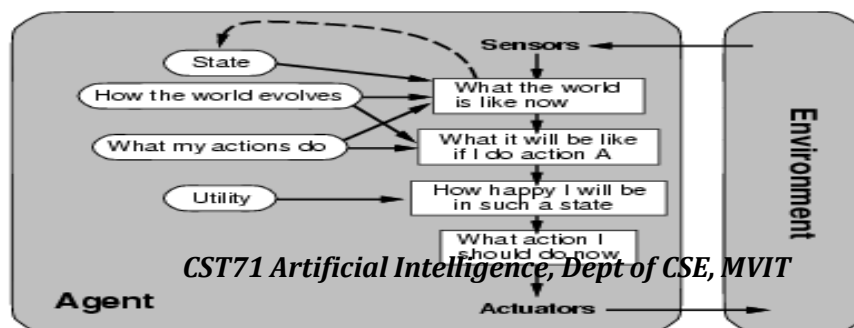 Sensors
State
How the world evolves
What my actions do
Utility
What the world
is like now
What it will be like
if I do action A
How happy I will be
in such a state
What action I
should do now
CST71 Artificial Intelligence, Dept of CSE, MVIT
Agent
Actuators
Environment